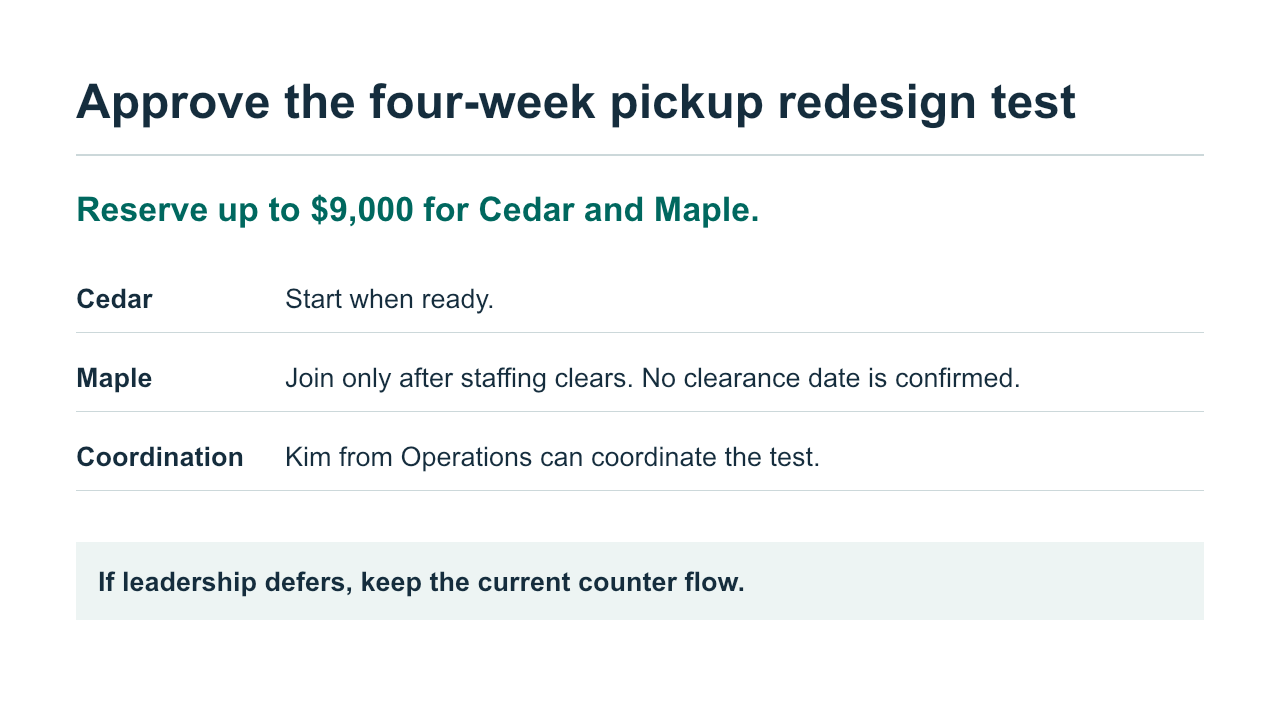 Approve the four-week pickup redesign test
Reserve up to $9,000 for Cedar and Maple.
Cedar Start when ready.
Maple Join only after staffing clears. No clearance date is confirmed.
Coordination Kim from Operations can coordinate the test.
If leadership defers, keep the current counter flow.